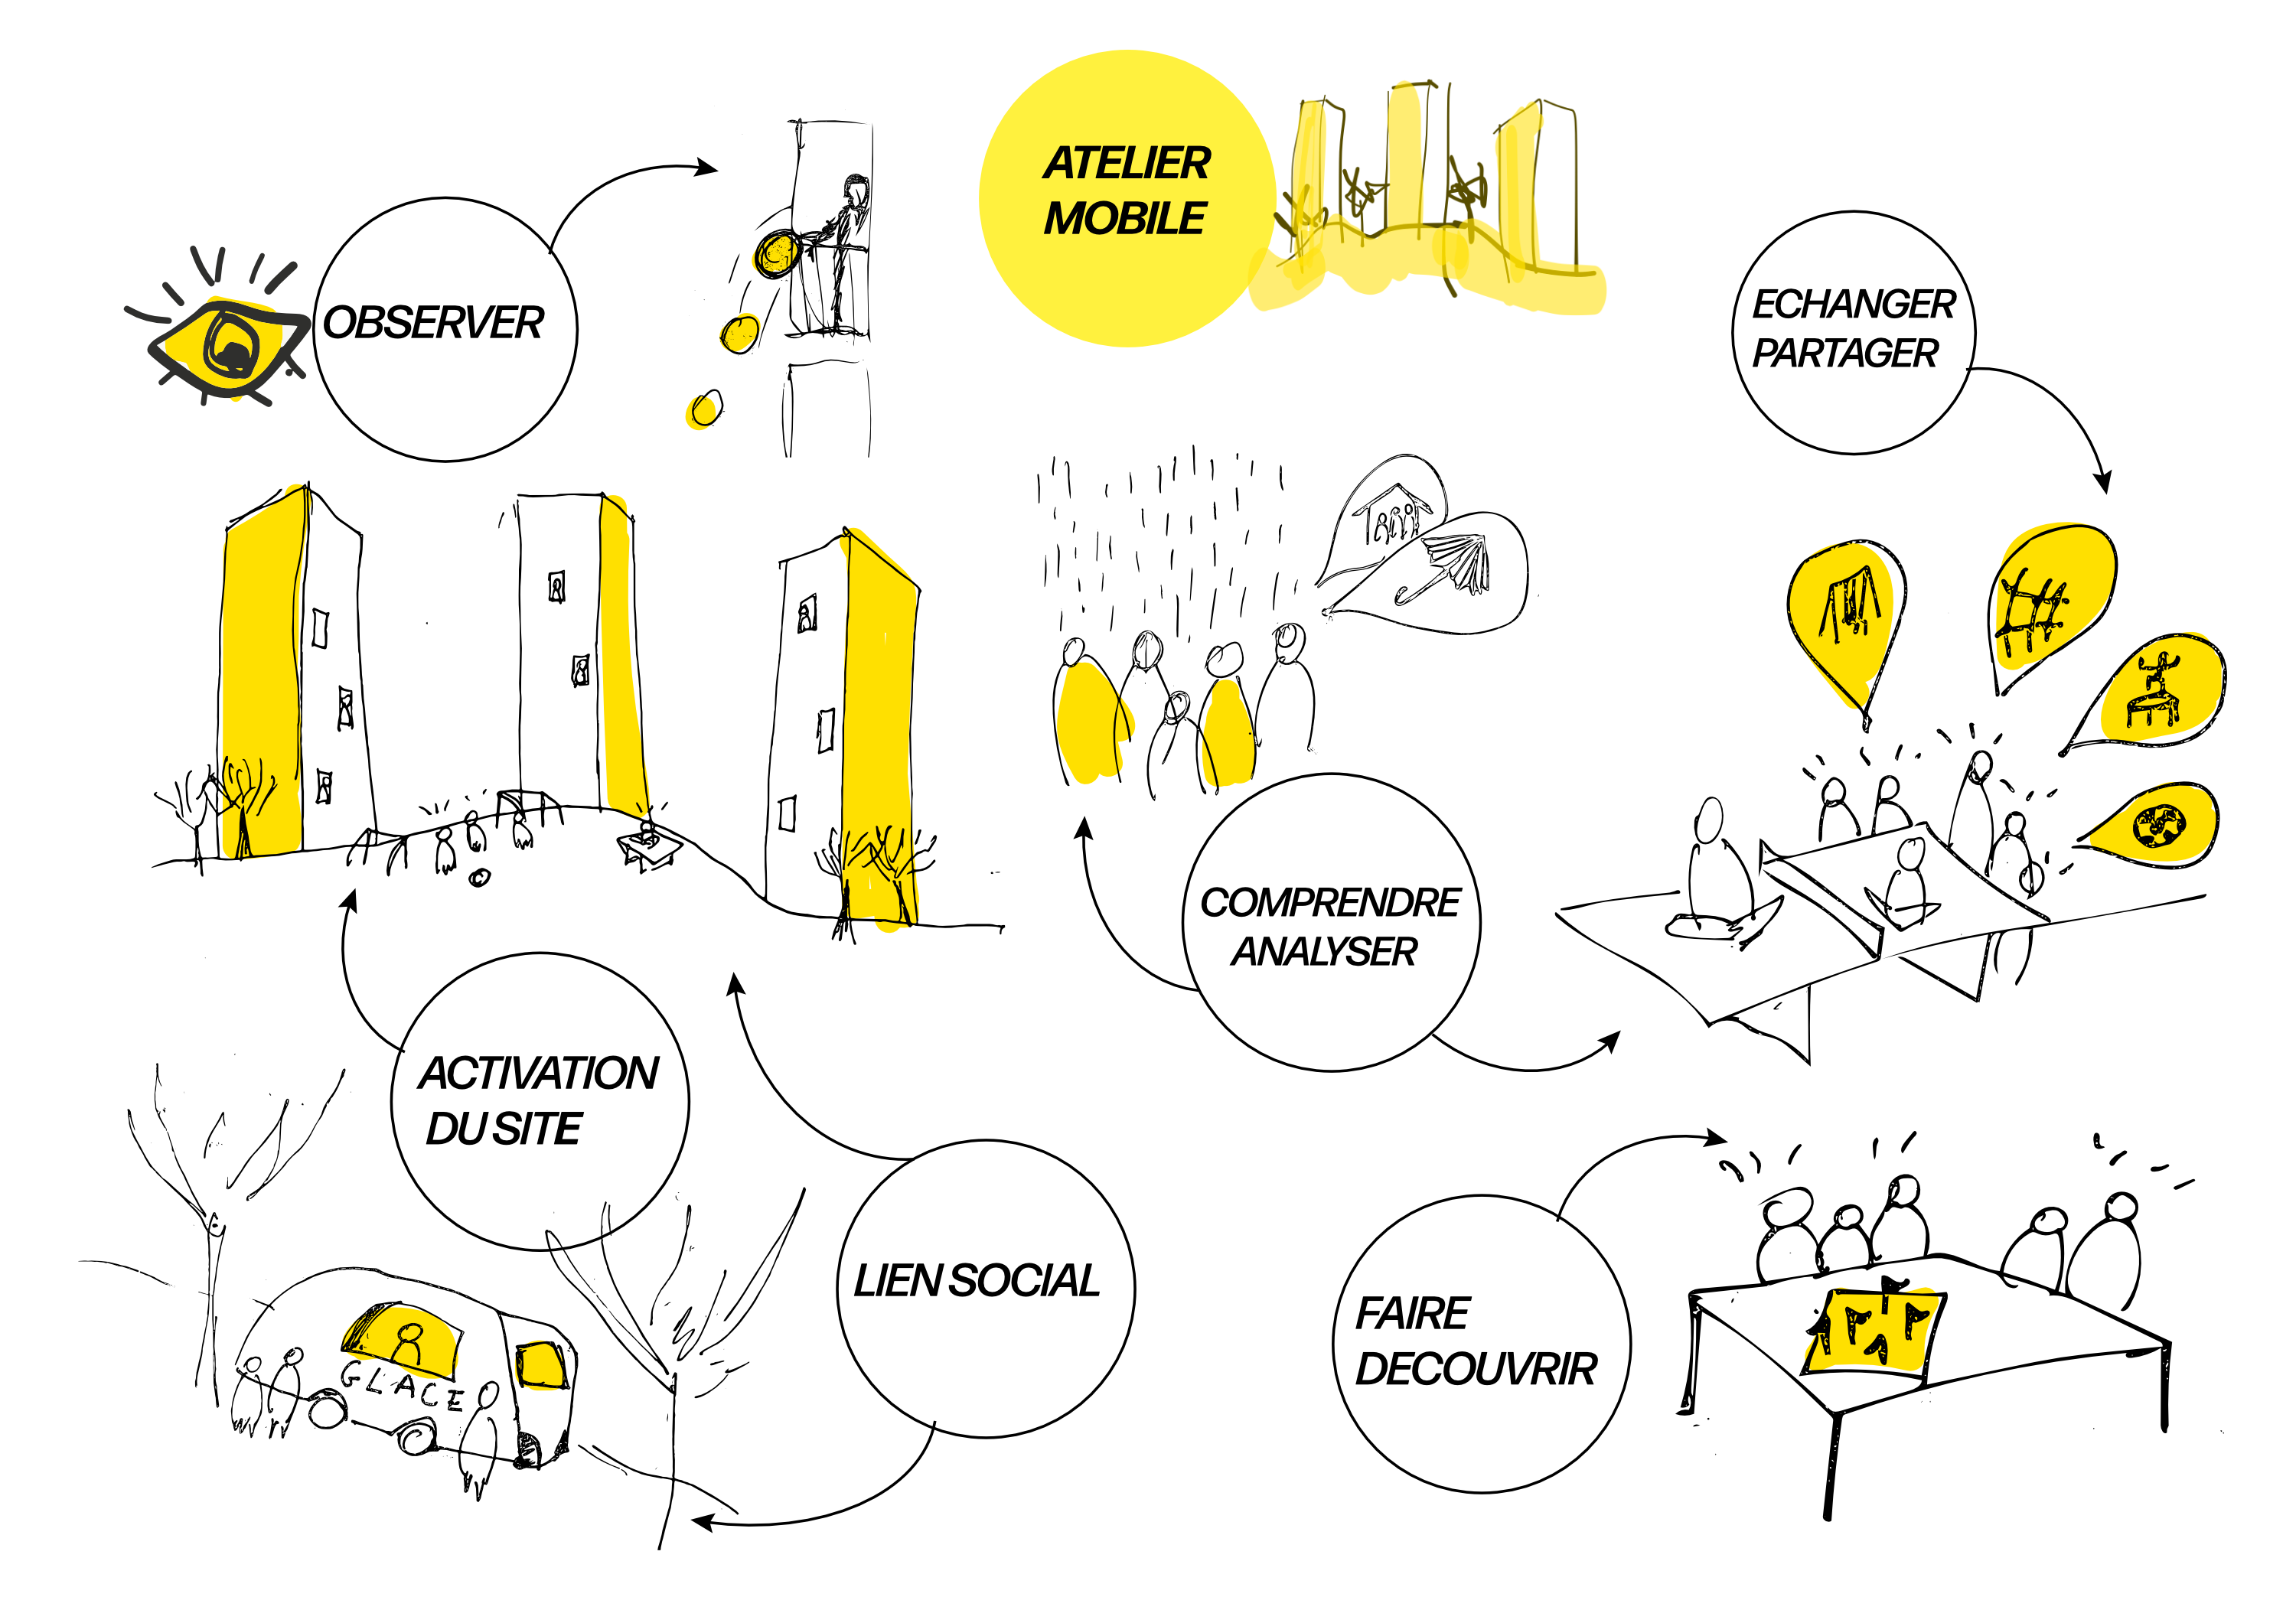 ATELIER
MOBILE
OBSERVER
ECHANGER
PARTAGER
COMPRENDRE
ANALYSER
ACTIVATION
DU SITE
LIEN SOCIAL
FAIRE
DECOUVRIR
GLACE